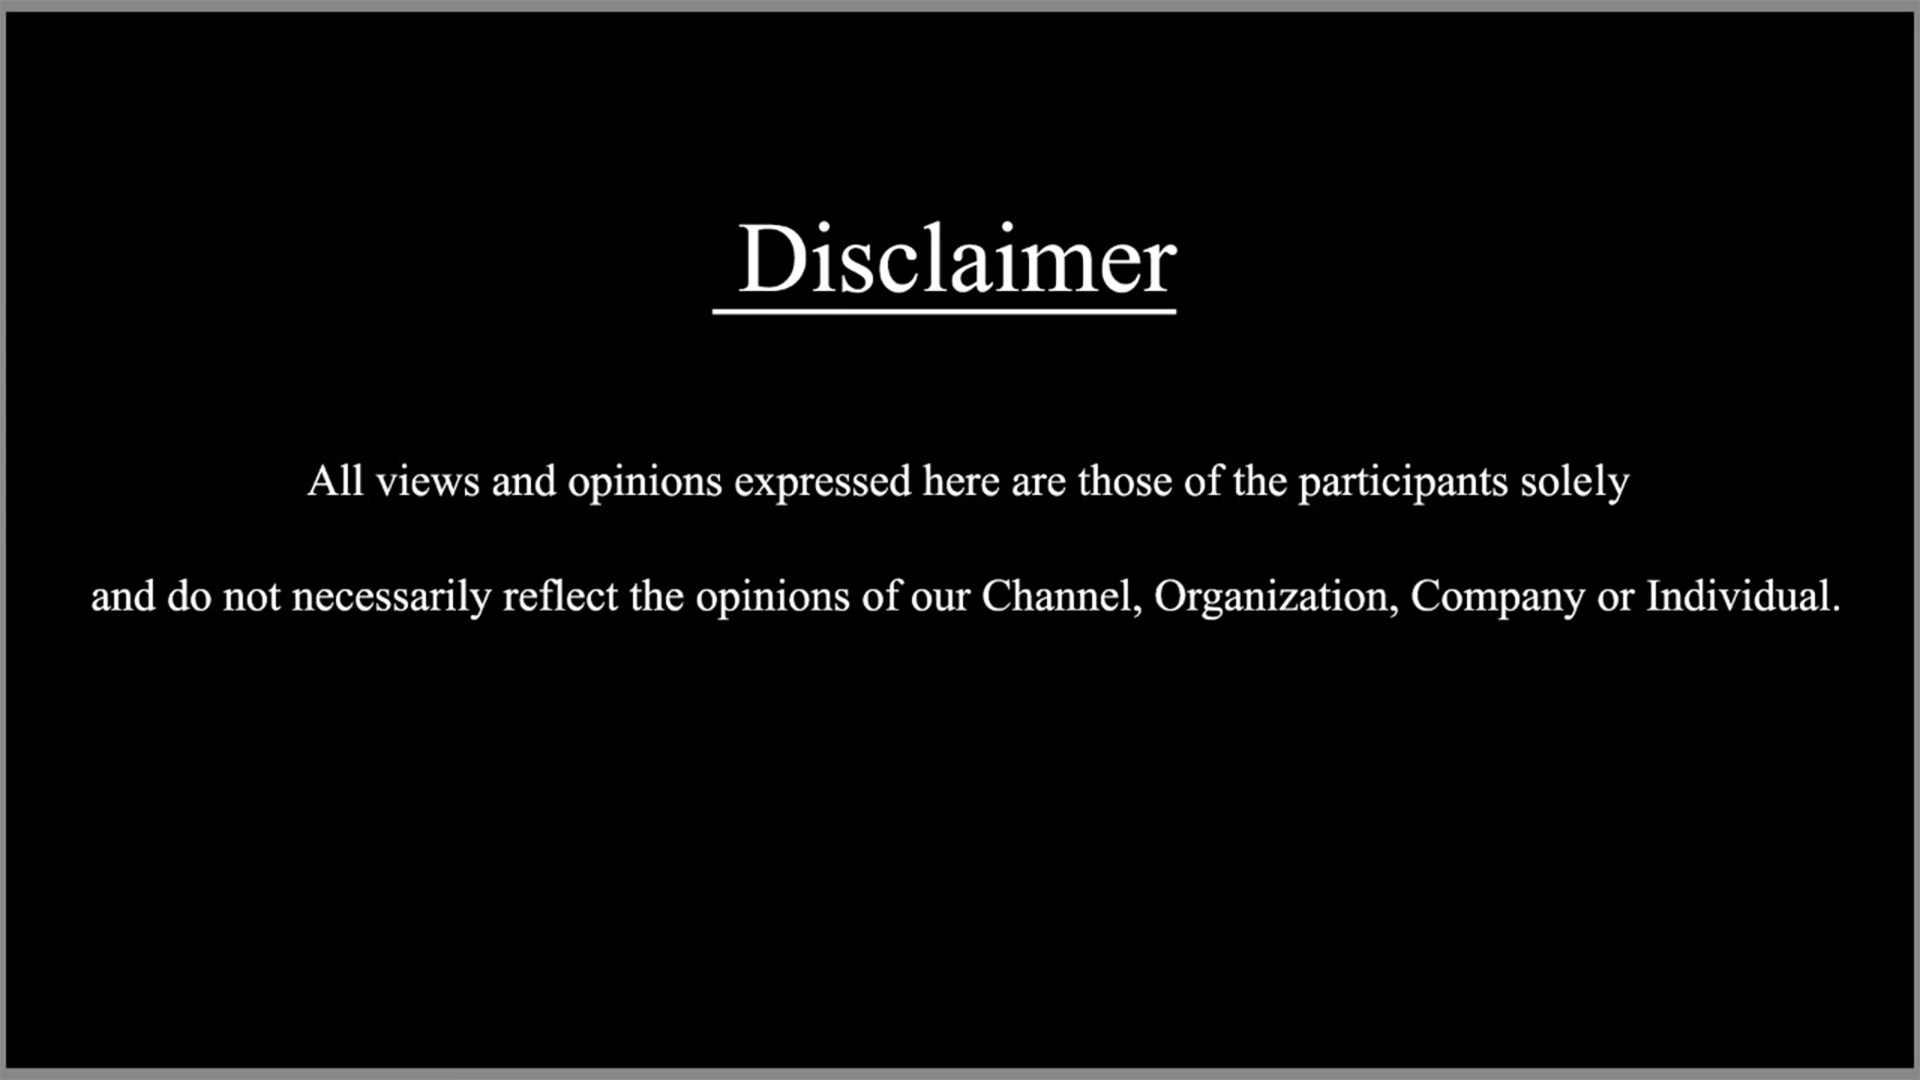 Disclaimer
All views and opinions expressed here are those of the participants solely
and do not necessarily reflect the opinions of our Channel, Organization, Company or Individual.